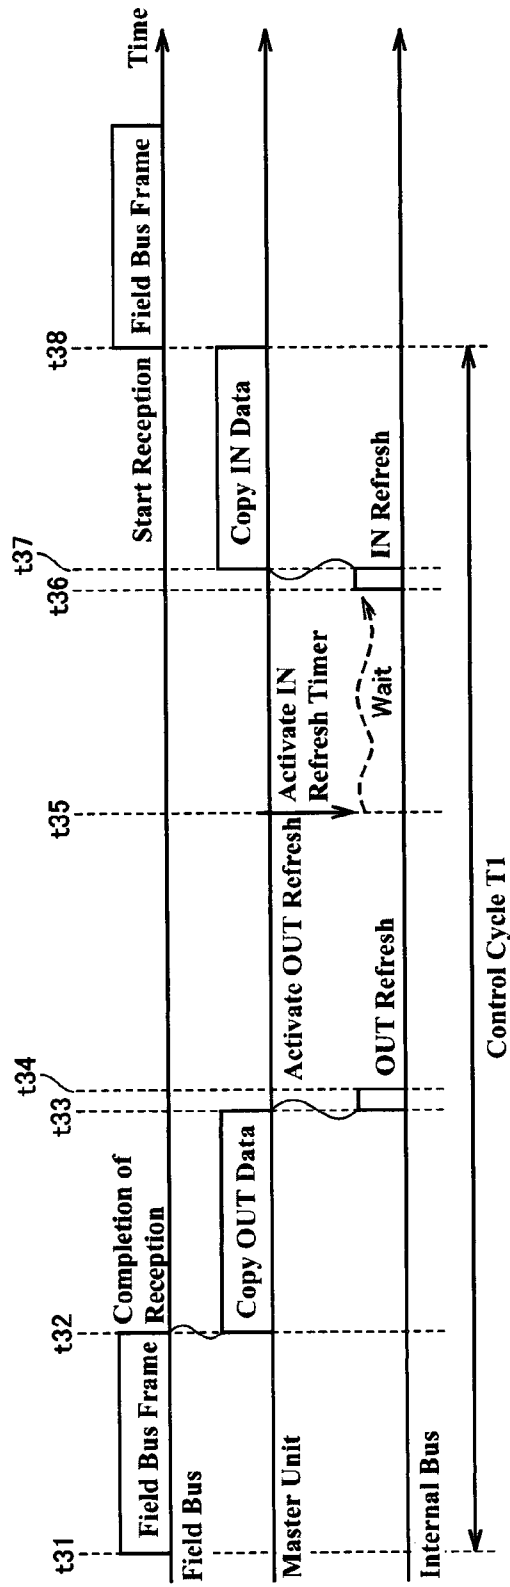 t31
t32
t33
t34
t35
t36
t37
t38
Time
Field Bus Frame
Completion of
Reception
Start Reception
Field Bus Frame
Field Bus
Copy OUT Data
Activate OUT Refresh
Activate IN
Refresh Timer
Copy IN Data
Master Unit
OUT Refresh
Wait
IN Refresh
Internal Bus
Control Cycle T1